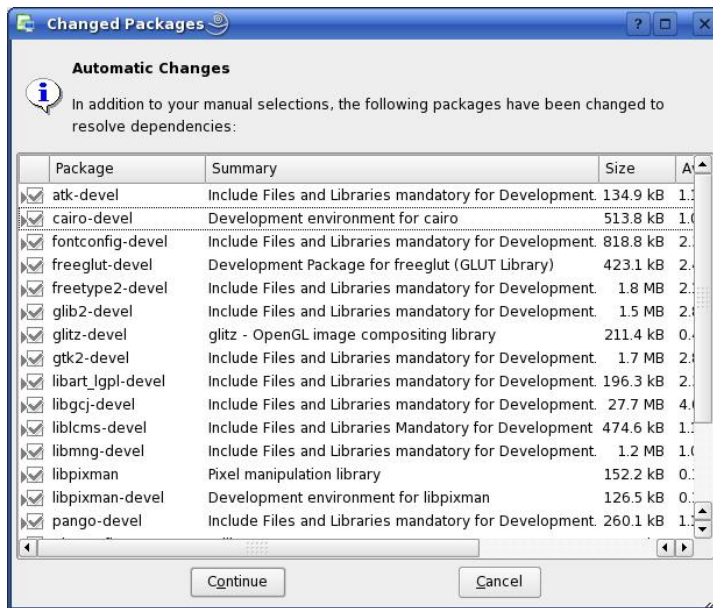 Changed Packages
Automatic Changes
In addition to your manual selections, the following packages have been changed to
resolve dependencies:
Package Summary Size
atk-devel Include Files and Libraries mandatory for Development. 134.9 kB
cairo-devel Development environment for cairo 513.8 kB
fontconfig-devel Include Files and Libraries mandatory for Development. 818.8 kB
freeglut-devel Development Package for freeglut (GLUT Library) 423.1 kB
freetype2-devel Include Files and Libraries mandatory for Development. 1.8 MB
glib2-devel Include Files and Libraries mandatory for Development. 1.5 MB
glitz-devel glitz - OpenGL image compositing library 211.4 kB
gtk2-devel Include Files and Libraries mandatory for Development. 1.7 MB
libart_lgpl-devel Include Files and Libraries mandatory for Development. 196.3 kB
libgcj-devel Include Files and Libraries mandatory for Development. 27.7 MB
liblcms-devel Include Files and Libraries Mandatory for Development 474.6 kB
libmng-devel Include Files and Libraries mandatory for Development. 1.2 MB
libpixman Pixel manipulation library 152.2 kB
libpixman-devel Development environment for libpixman 126.5 kB
pango-devel Include Files and Libraries mandatory for Development. 260.1 kB
Continue Cancel